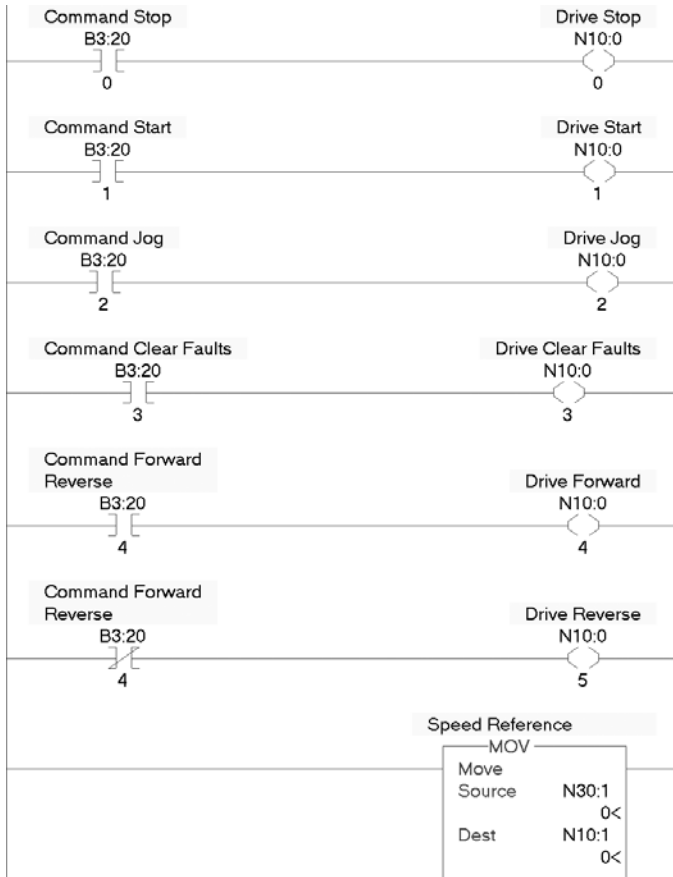 Command Stop Drive Stop
B3:20 N10:0
0 0
Command Start Drive Start
B3:20 N10:0
1 1
Command Jog Drive Jog
B3:20 N10:0
2 2
Command Clear Faults Drive Clear Faults
B3:20 N10:0
3 3
Command Forward
Reverse Drive Forward
B3:20 N10:0
4 4
Command Forward
Reverse Drive Reverse
B3:20 N10:0
4 5
Speed Reference
MOV
Move
Source N30:1
0<
Dest N10:1
0<